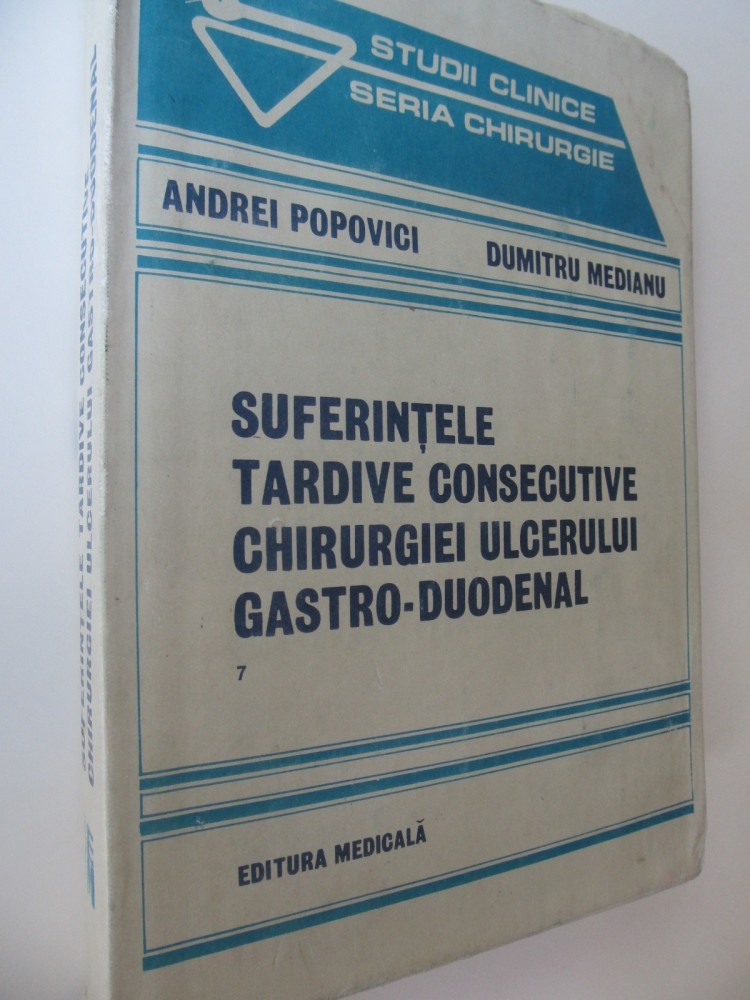 STUDII CLINICE
SERIA CHIRURGIE
ANDREI POPOVICI
DUMITRU MEDIANU
SUFERINȚELE
TARDIVE CONSECUTIVE
CHIRURGIEI ULCERULUI
GASTRO-DUODENAL
7
EDITURA MEDICALĂ
SUFERINȚELE TARDIVE CONSECUTIVE
CHIRURGIEI ULCERULUI GASTRO-DUODENAL